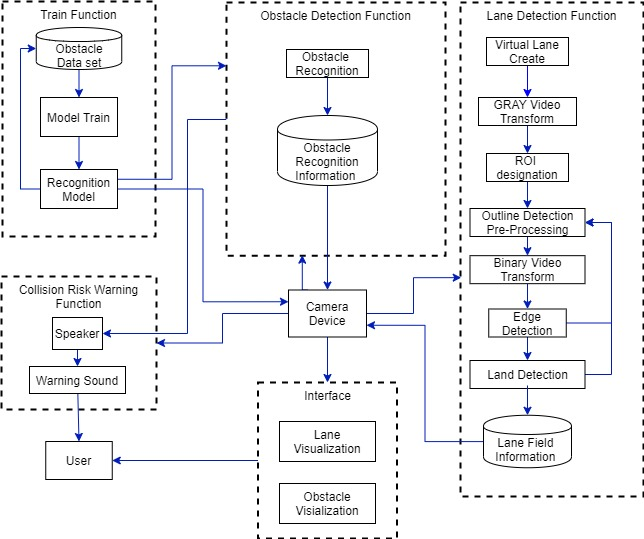 Train Function
Obstacle
Data set
Model Train
Recognition
Model
Obstacle Detection Function
Obstacle
Recognition
Obstacle
Recognition
Information
Lane Detection Function
Virtual Lane
Create
GRAY Video
Transform
ROI
designation
Outline Detection
Pre-Processing
Binary Video
Transform
Edge
Detection
Land Detection
Lane Field
Information
Collision Risk Warning
Function
Speaker
Warning Sound
User
Camera
Device
Interface
Lane
Visualization
Obstacle
Visialization